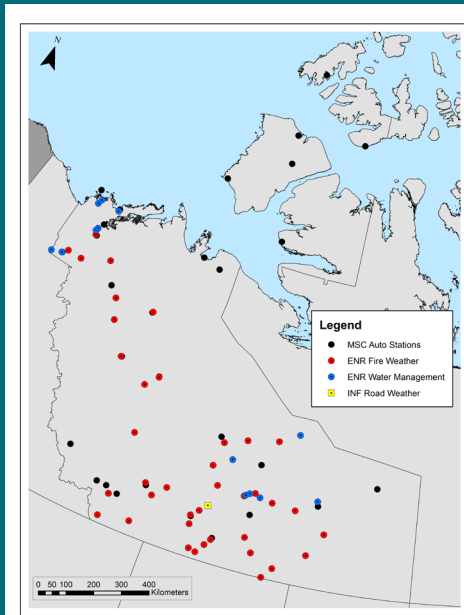 N
Legend
MSC Auto Stations
ENR Fire Weather
ENR Water Management
INF Road Weather
0 50 100 200 300 400
Kilometers